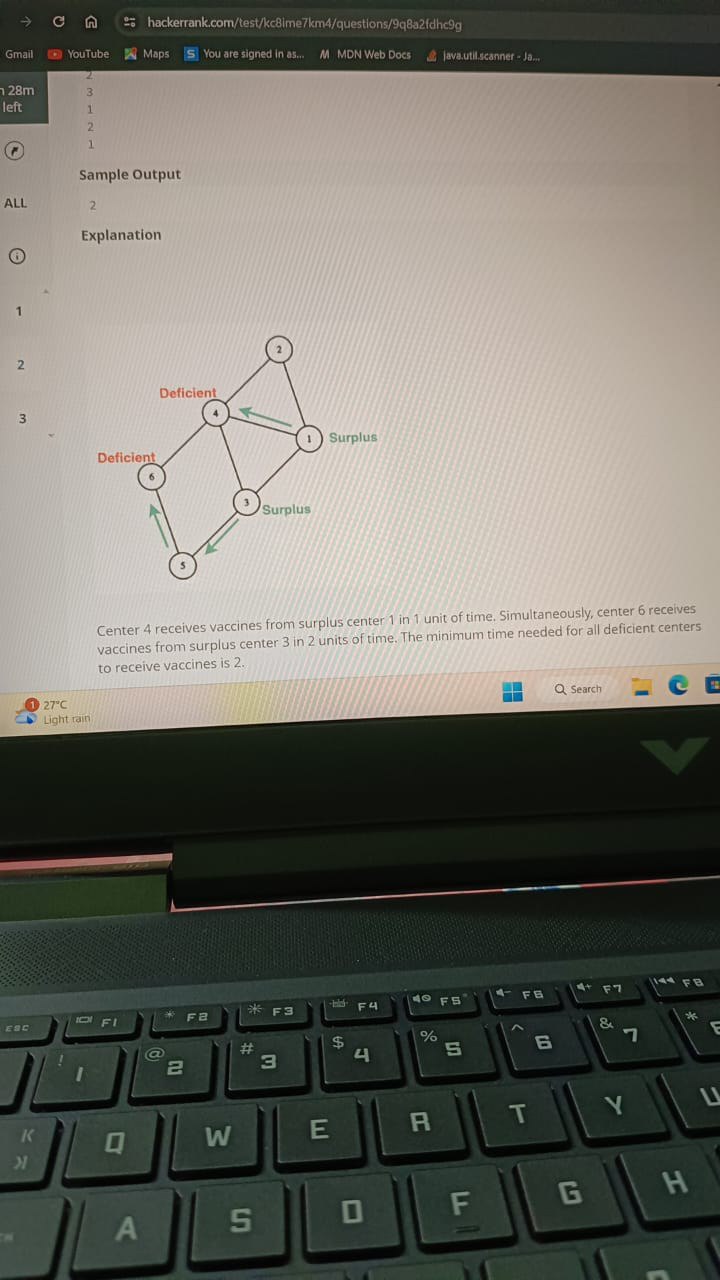 hackerrank.com/test/kc8ime7km4/questions/9q8a2fdhc9g
Gmail YouTube Maps S You are signed in as... M MDN Web Docs java.util.scanner - Ja...
28m
left
2
3
1
2
1
Sample Output
ALL
2
Explanation
1
2
3
2
Deficient
4
1 Surplus
Deficient
6
3 Surplus
5
Center 4 receives vaccines from surplus center 1 in 1 unit of time. Simultaneously, center 6 receives
vaccines from surplus center 3 in 2 units of time. The minimum time needed for all deficient centers
to receive vaccines is 2.
1 27°C
Light rain
Search
ESC F1 F2 F3 F4 F5 F6 F7 F8
! 1 @ 2 # 3 $ 4 % 5 ^ 6 & 7 *
Q W E R T Y U
A S D F G H